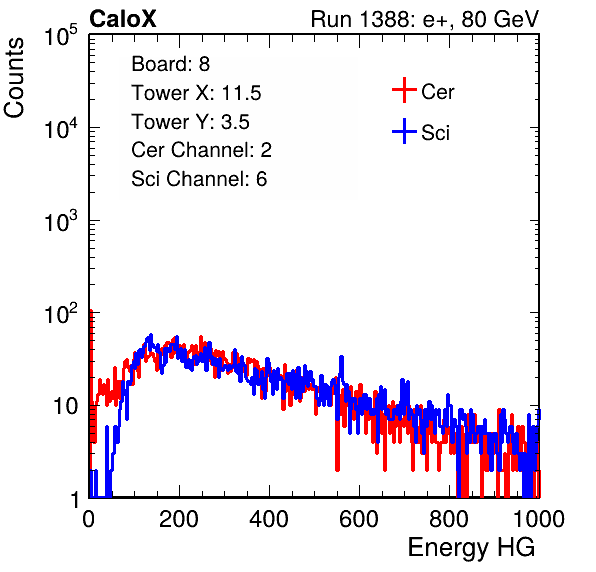 CaloX Run 1388: e+, 80 GeV
Board: 8
Tower X: 11.5
Tower Y: 3.5
Cer Channel: 2
Sci Channel: 6
Cer
Sci
Counts
10^5
10^4
10^3
10^2
10
1
0 200 400 600 800 1000
Energy HG